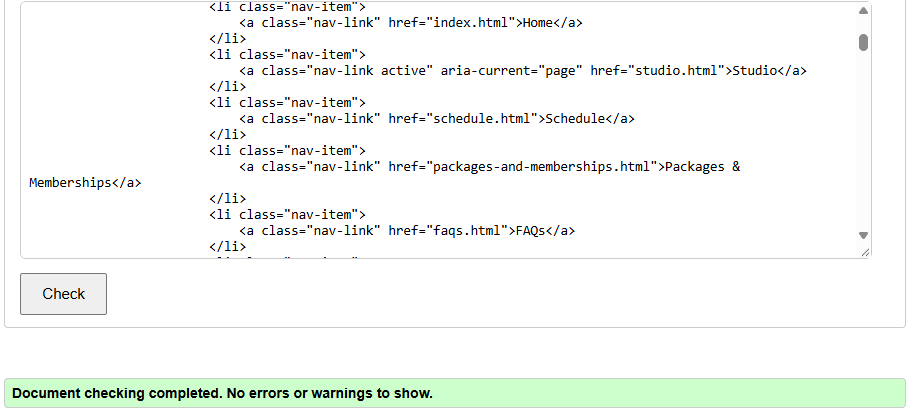 <li class="nav-item">
<a class="nav-link" href="index.html">Home</a>
</li>
<li class="nav-item">
<a class="nav-link active" aria-current="page" href="studio.html">Studio</a>
</li>
<li class="nav-item">
<a class="nav-link" href="schedule.html">Schedule</a>
</li>
<li class="nav-item">
<a class="nav-link" href="packages-and-memberships.html">Packages &
Memberships</a>
</li>
<li class="nav-item">
<a class="nav-link" href="faqs.html">FAQs</a>
</li>
Check
Document checking completed. No errors or warnings to show.